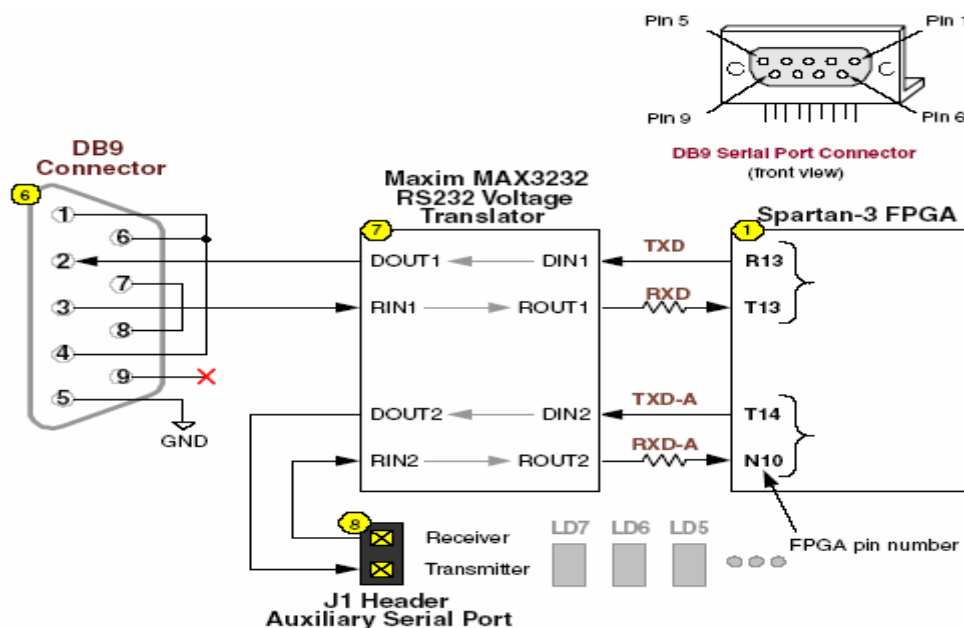 Pin 5
Pin 1
Pin 9
Pin 6
DB9 Serial Port Connector
(front view)
DB9
Connector
6
1
6
2
7
3
8
4
9
5
GND
Maxim MAX3232
RS232 Voltage
Translator
7
DOUT1
DIN1
RIN1
ROUT1
DOUT2
DIN2
RIN2
ROUT2
TXD
RXD
TXD-A
RXD-A
Spartan-3 FPGA
1
R13
T13
T14
N10
FPGA pin number
8
Receiver
Transmitter
J1 Header
Auxiliary Serial Port
LD7
LD6
LD5